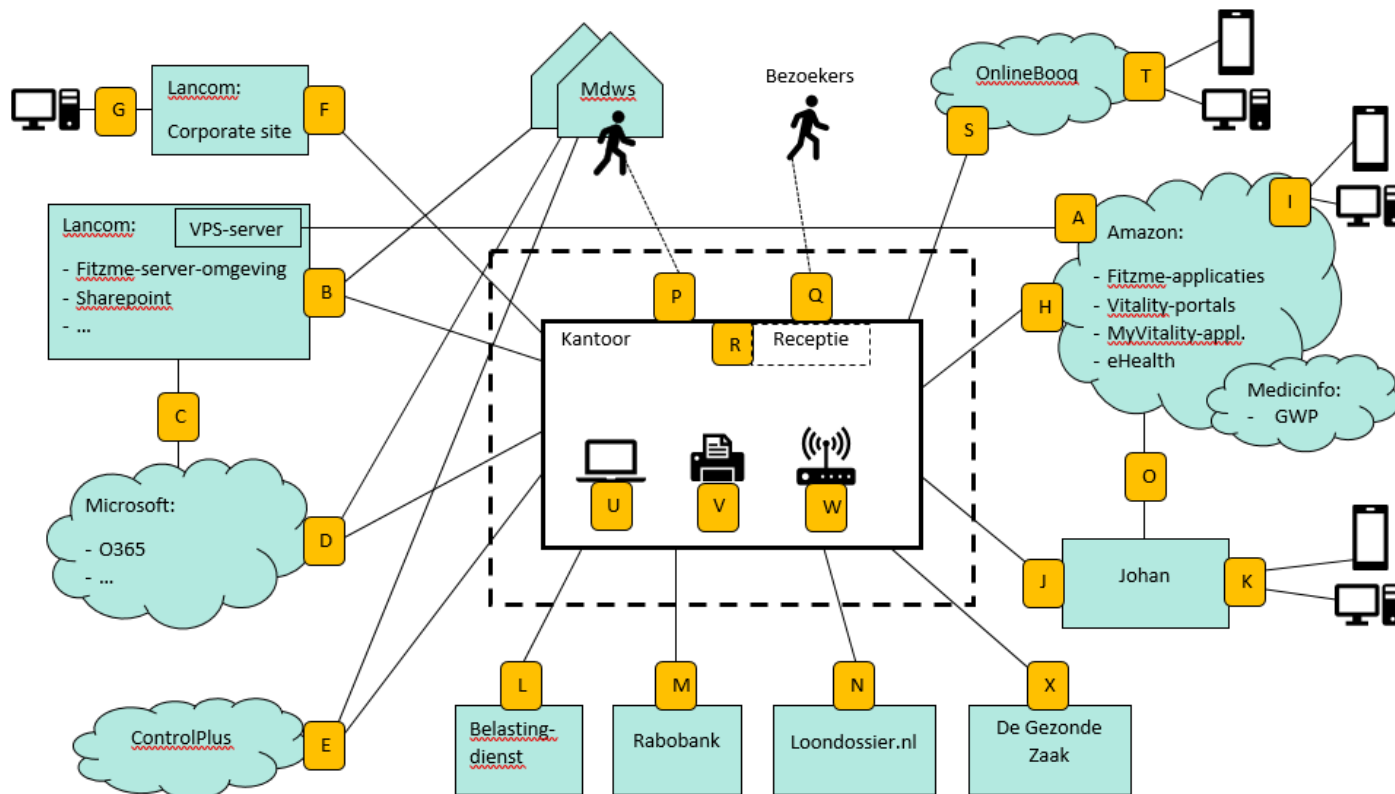 Mdws
Bezoekers
OnlineBooq
T
S
G
Lancom:
Corporate site
F
Lancom:
VPS-server
- Fitzme-server-omgeving
- Sharepoint
- ...
B
A
I
Amazon:
- Fitzme-applicaties
- Vitality-portals
- MyVitality-appl.
- eHealth
H
Medicinfo:
- GWP
P
Q
Kantoor
R
Receptie
U
V
W
C
Microsoft:
- O365
- ...
D
O
J
Johan
K
ControlPlus
E
L
M
N
X
Belasting-
dienst
Rabobank
Loondossier.nl
De Gezonde
Zaak